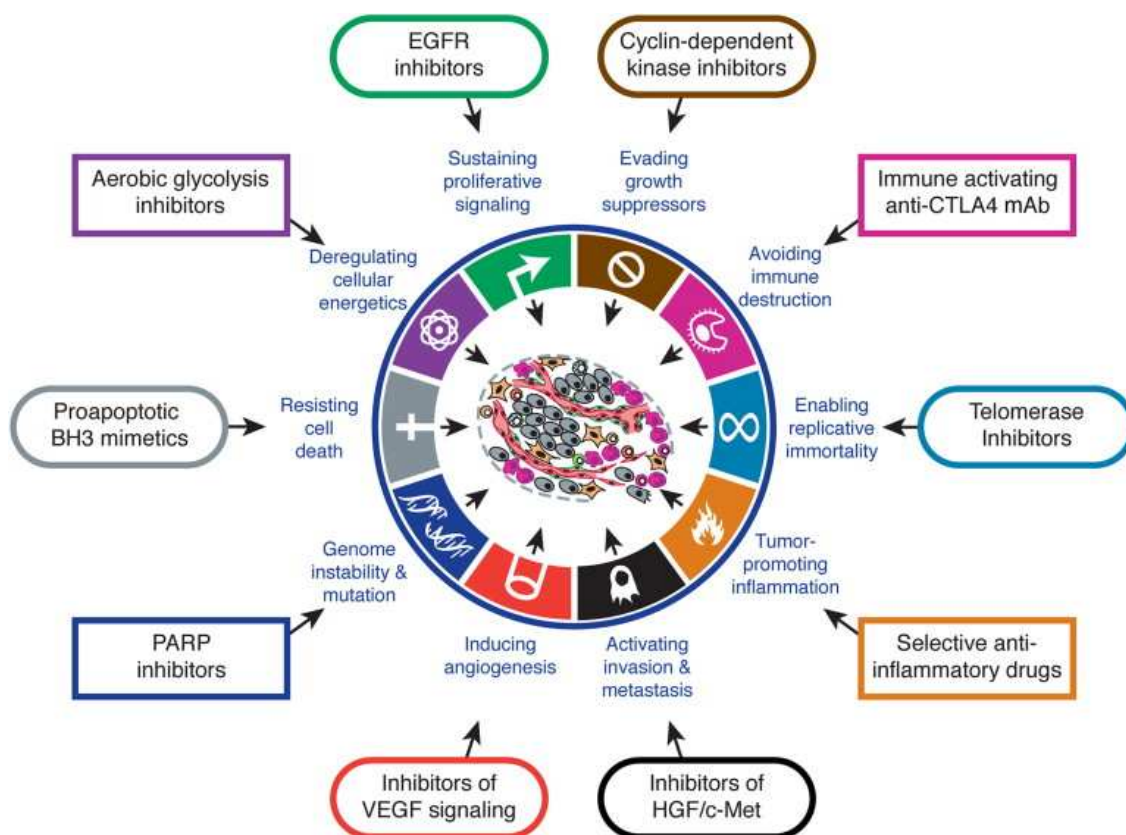 EGFR
inhibitors
Cyclin-dependent
kinase inhibitors
Sustaining
proliferative
signaling
Evading
growth
suppressors
Aerobic glycolysis
inhibitors
Immune activating
anti-CTLA4 mAb
Deregulating
cellular
energetics
Avoiding
immune
destruction
Proapoptotic
BH3 mimetics
Resisting
cell
death
Enabling
replicative
immortality
Telomerase
Inhibitors
Genome
instability &
mutation
Tumor-
promoting
inflammation
PARP
inhibitors
Inducing
angiogenesis
Activating
invasion &
metastasis
Selective anti-
inflammatory drugs
Inhibitors of
VEGF signaling
Inhibitors of
HGF/c-Met